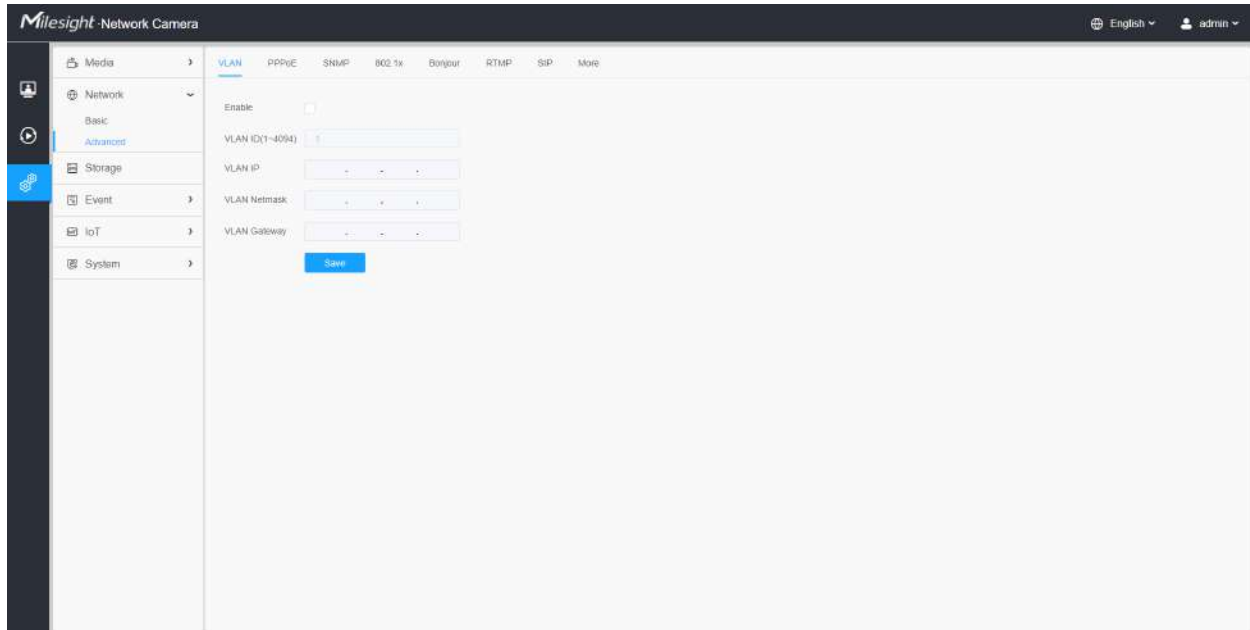 Milesight Network Camera
English
admin
Media
Network
Basic
Advanced
Storage
Event
IoT
System
VLAN PPPoE SNMP 802.1x Bonjour RTMP SIP More
Enable
VLAN ID(1~4094) 1
VLAN IP . . .
VLAN Netmask . . .
VLAN Gateway . . .
Save